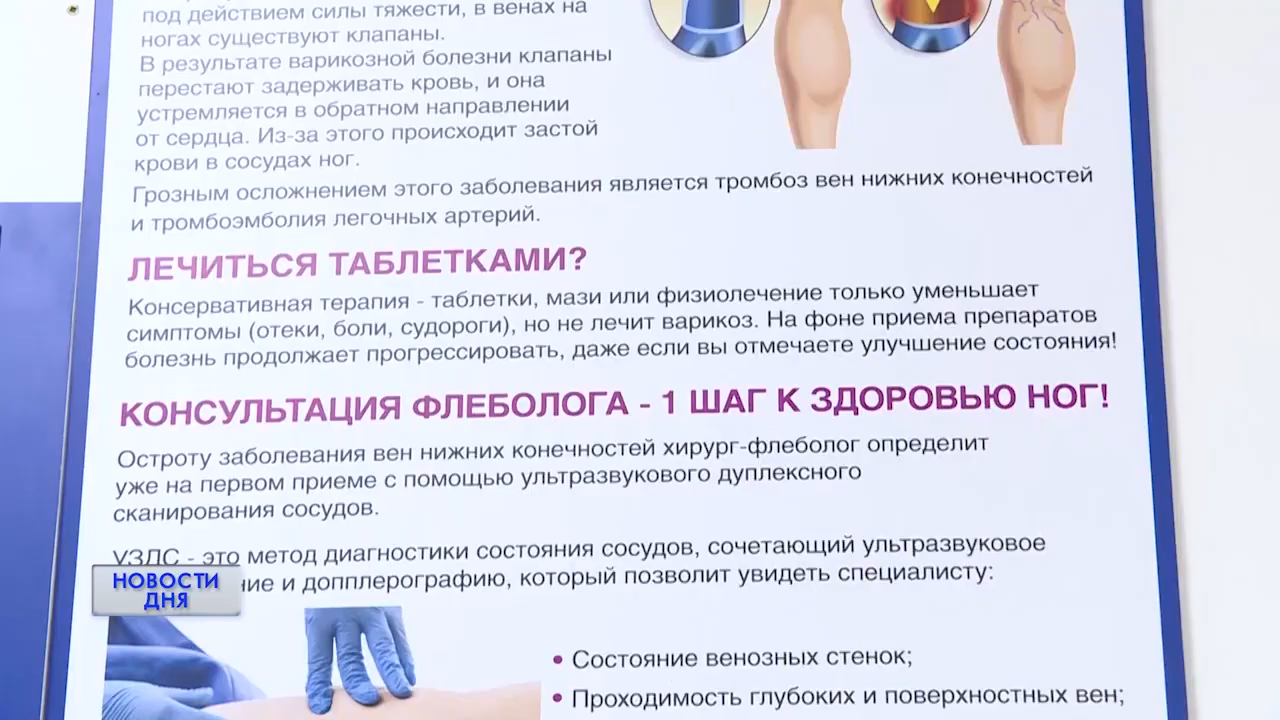 под действием силы тяжести, в венах на
ногах существуют клапаны.
В результате варикозной болезни клапаны
перестают задерживать кровь, и она
устремляется в обратном направлении
от сердца. Из-за этого происходит застой
крови в сосудах ног.
Грозным осложнением этого заболевания является тромбоз вен нижних конечностей
и тромбоэмболия легочных артерий.
ЛЕЧИТЬСЯ ТАБЛЕТКАМИ?
Консервативная терапия - таблетки, мази или физиолечение только уменьшает
симптомы (отеки, боли, судороги), но не лечит варикоз. На фоне приема препаратов
болезнь продолжает прогрессировать, даже если вы отмечаете улучшение состояния!
КОНСУЛЬТАЦИЯ ФЛЕБОЛОГА - 1 ШАГ К ЗДОРОВЬЮ НОГ!
Остроту заболевания вен нижних конечностей хирург-флеболог определит
уже на первом приеме с помощью ультразвукового дуплексного
сканирования сосудов.
УЗДС - это метод диагностики состояния сосудов, сочетающий ультразвуковое
и допплерографию, который позволит увидеть специалисту:
НОВОСТИ
ДНЯ
• Состояние венозных стенок;
• Проходимость глубоких и поверхностных вен;